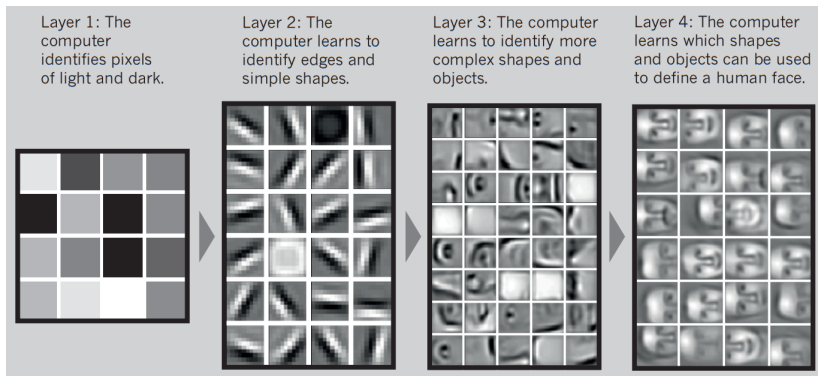 Layer 1: The
computer
identifies pixels
of light and dark.
Layer 2: The
computer learns to
identify edges and
simple shapes.
Layer 3: The computer
learns to identify more
complex shapes and
objects.
Layer 4: The computer
learns which shapes
and objects can be used
to define a human face.